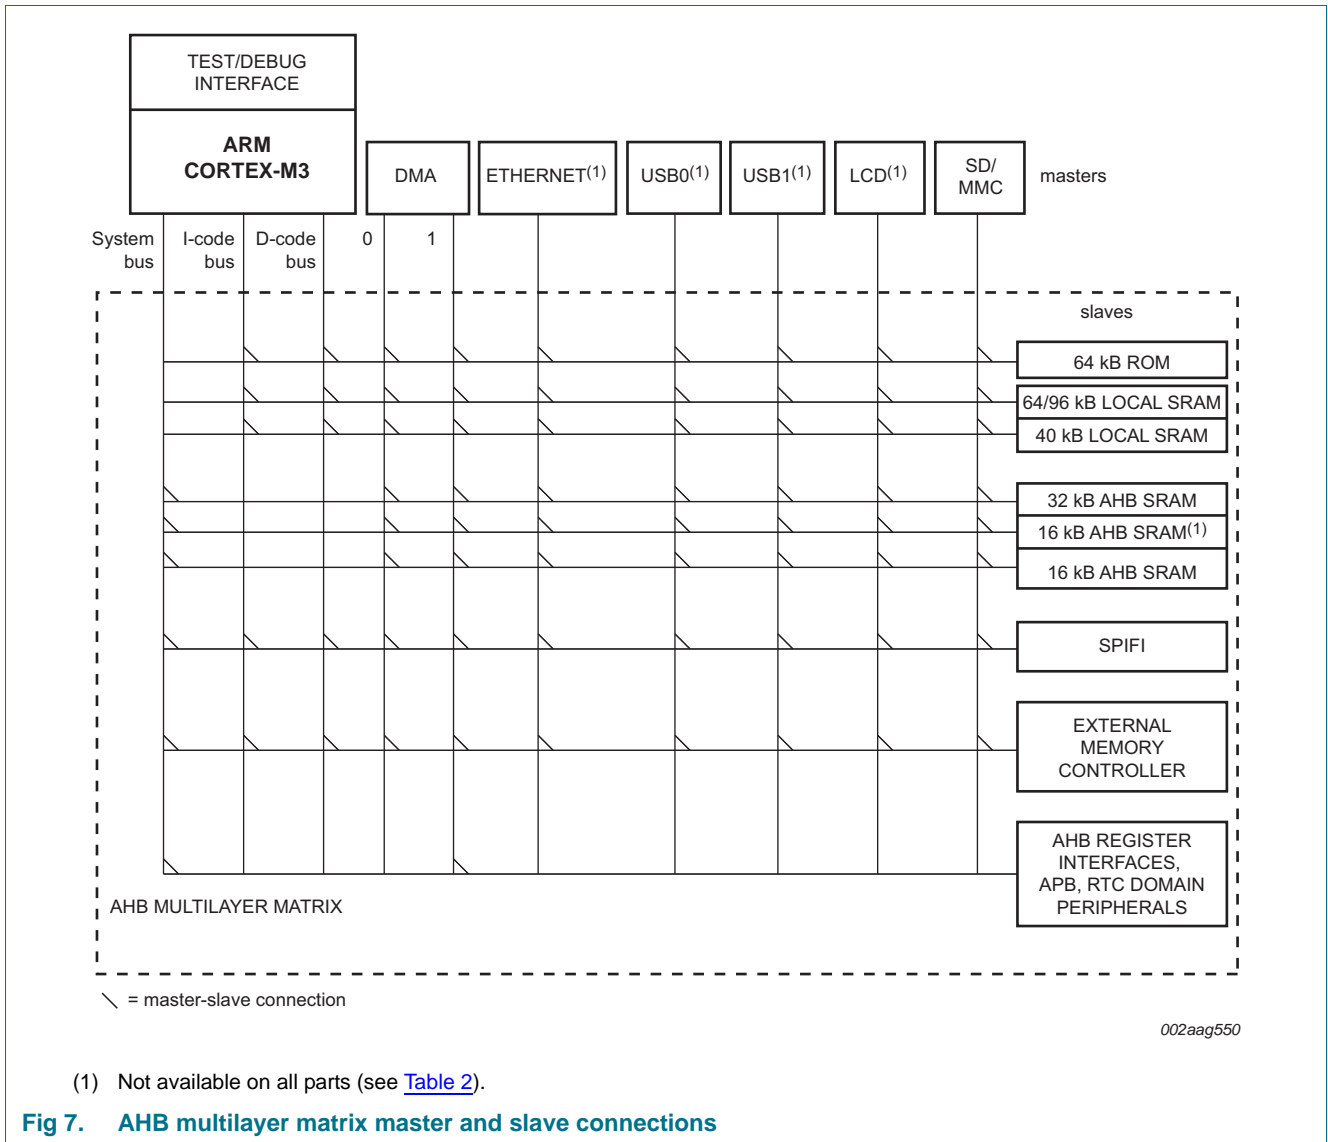 TEST/DEBUG
INTERFACE
ARM
CORTEX-M3
DMA
ETHERNET(1)
USB0(1)
USB1(1)
LCD(1)
SD/
MMC
masters
System
bus
I-code
bus
D-code
bus
0
1
slaves
64 kB ROM
64/96 kB LOCAL SRAM
40 kB LOCAL SRAM
32 kB AHB SRAM
16 kB AHB SRAM(1)
16 kB AHB SRAM
SPIFI
EXTERNAL
MEMORY
CONTROLLER
AHB REGISTER
INTERFACES,
APB, RTC DOMAIN
PERIPHERALS
AHB MULTILAYER MATRIX
= master-slave connection
002aag550
(1) Not available on all parts (see Table 2).
Fig 7. AHB multilayer matrix master and slave connections